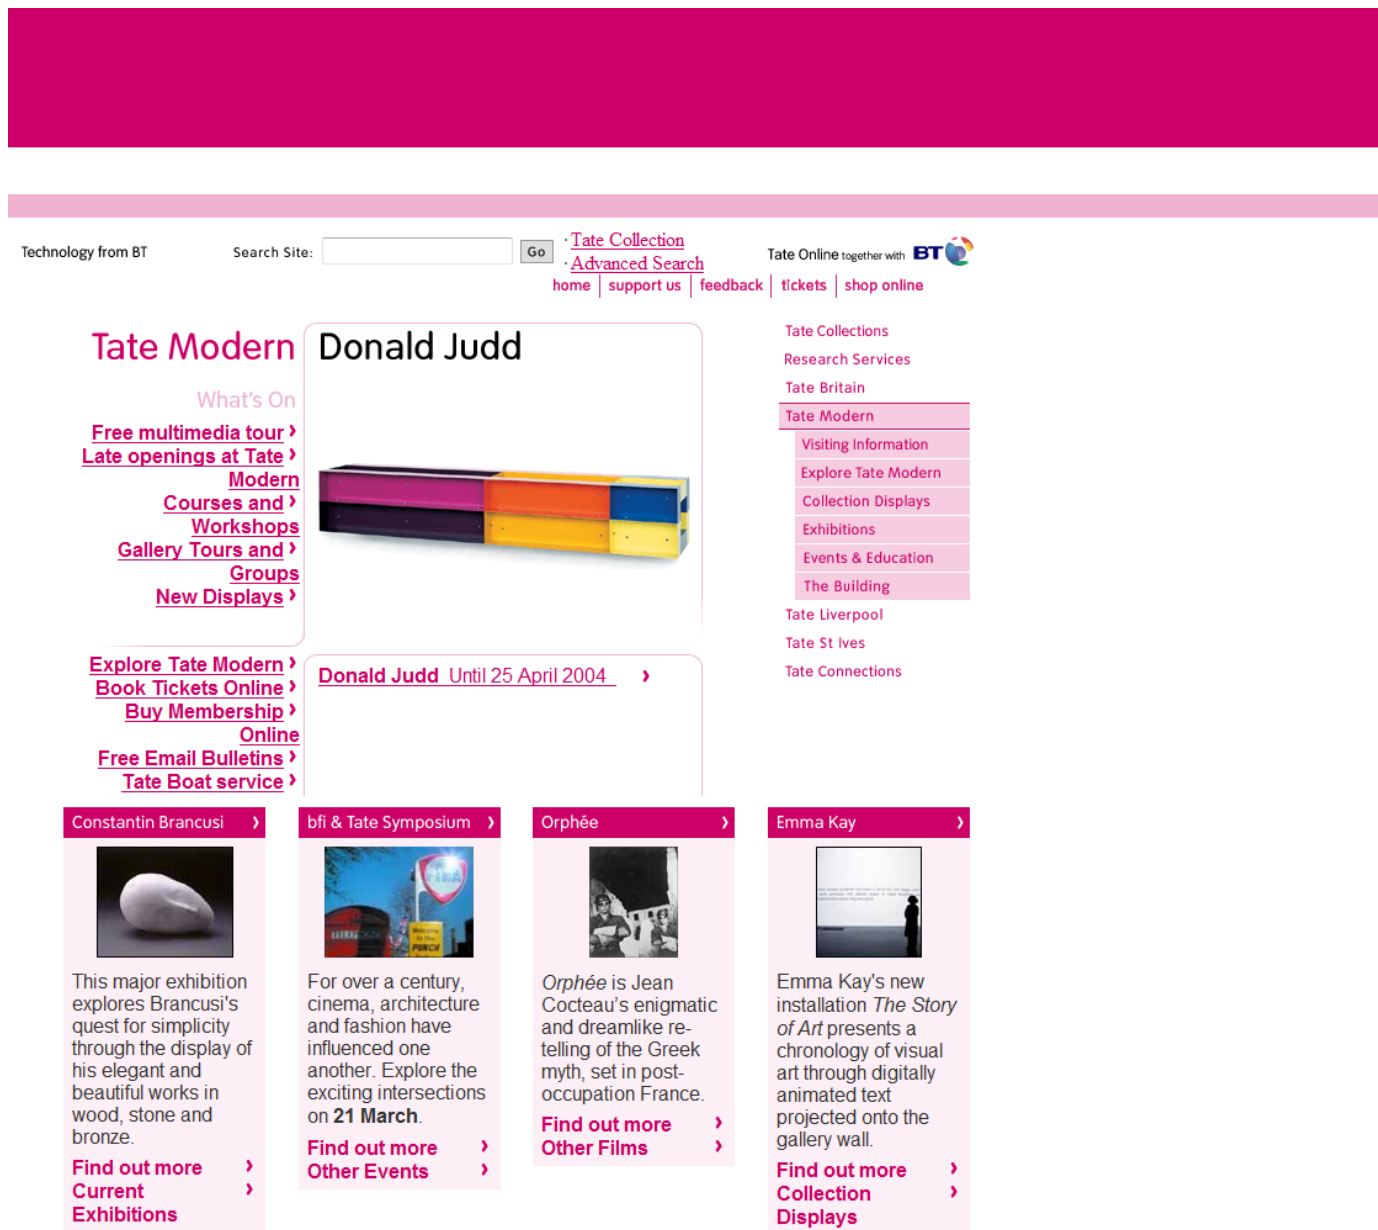 Technology from BT
Search Site:
Go
· Tate Collection
· Advanced Search
Tate Online together with BT
home
support us
feedback
tickets
shop online
Tate Modern
Donald Judd
What's On
Free multimedia tour
Late openings at Tate
Modern
Courses and
Workshops
Gallery Tours and
Groups
New Displays
Explore Tate Modern
Book Tickets Online
Buy Membership
Online
Free Email Bulletins
Tate Boat service
Donald Judd Until 25 April 2004
Tate Collections
Research Services
Tate Britain
Tate Modern
Visiting Information
Explore Tate Modern
Collection Displays
Exhibitions
Events & Education
The Building
Tate Liverpool
Tate St Ives
Tate Connections
Constantin Brancusi
This major exhibition
explores Brancusi's
quest for simplicity
through the display of
his elegant and
beautiful works in
wood, stone and
bronze.
Find out more
Current
Exhibitions
bfi & Tate Symposium
FINA
TELEPHONE
Welcome
to this
PUNCH
For over a century,
cinema, architecture
and fashion have
influenced one
another. Explore the
exciting intersections
on 21 March.
Find out more
Other Events
Orphée
Orphée is Jean
Cocteau's enigmatic
and dreamlike re-
telling of the Greek
myth, set in post-
occupation France.
Find out more
Other Films
Emma Kay
Emma Kay's new
installation The Story
of Art presents a
chronology of visual
art through digitally
animated text
projected onto the
gallery wall.
Find out more
Collection
Displays